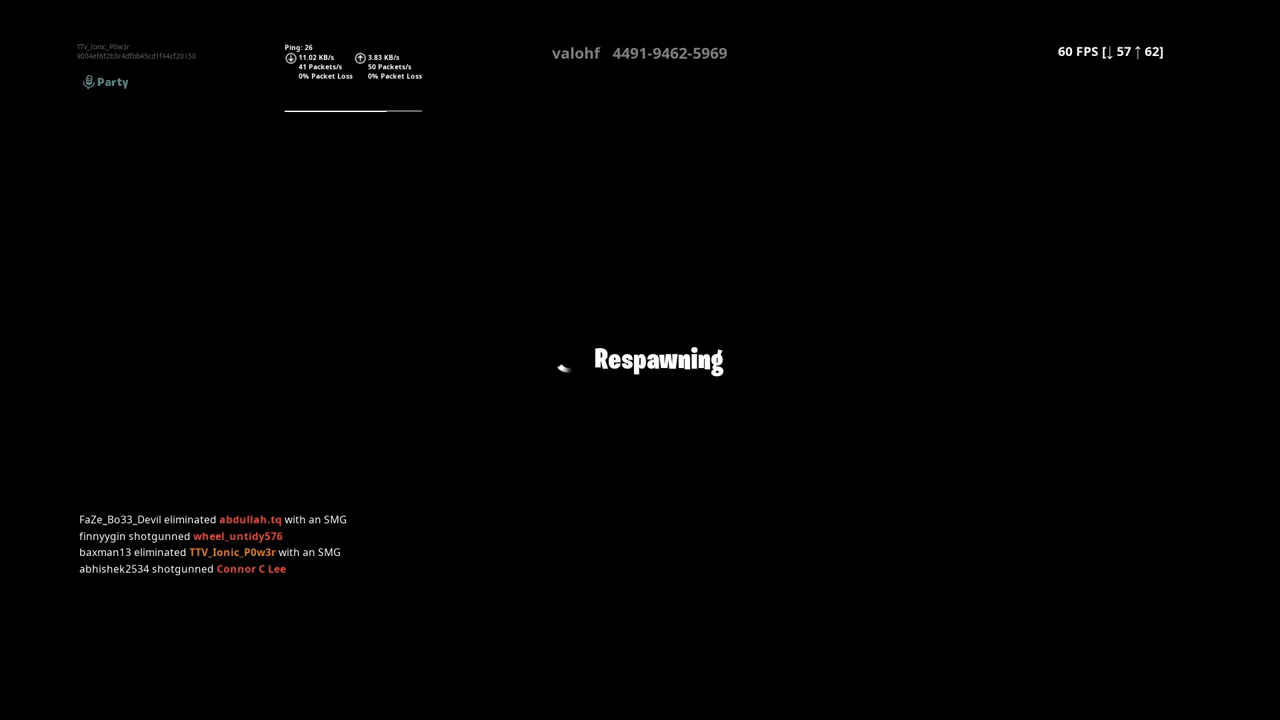 TTV_Ionic_P0w3r
Party
Ping: 26
11.02 KB/s 3.83 KB/s
41 Packets/s 50 Packets/s
0% Packet Loss 0% Packet Loss
valohf 4491-9462-5969
60 FPS [↓ 57 ↑ 62]
Respawning
FaZe_Bo33_Devil eliminated abdullah.tq with an SMG
finnyygin shotgunned wheel_untidy576
baxman13 eliminated TTV_Ionic_P0w3r with an SMG
abhishek2534 shotgunned Connor C Lee